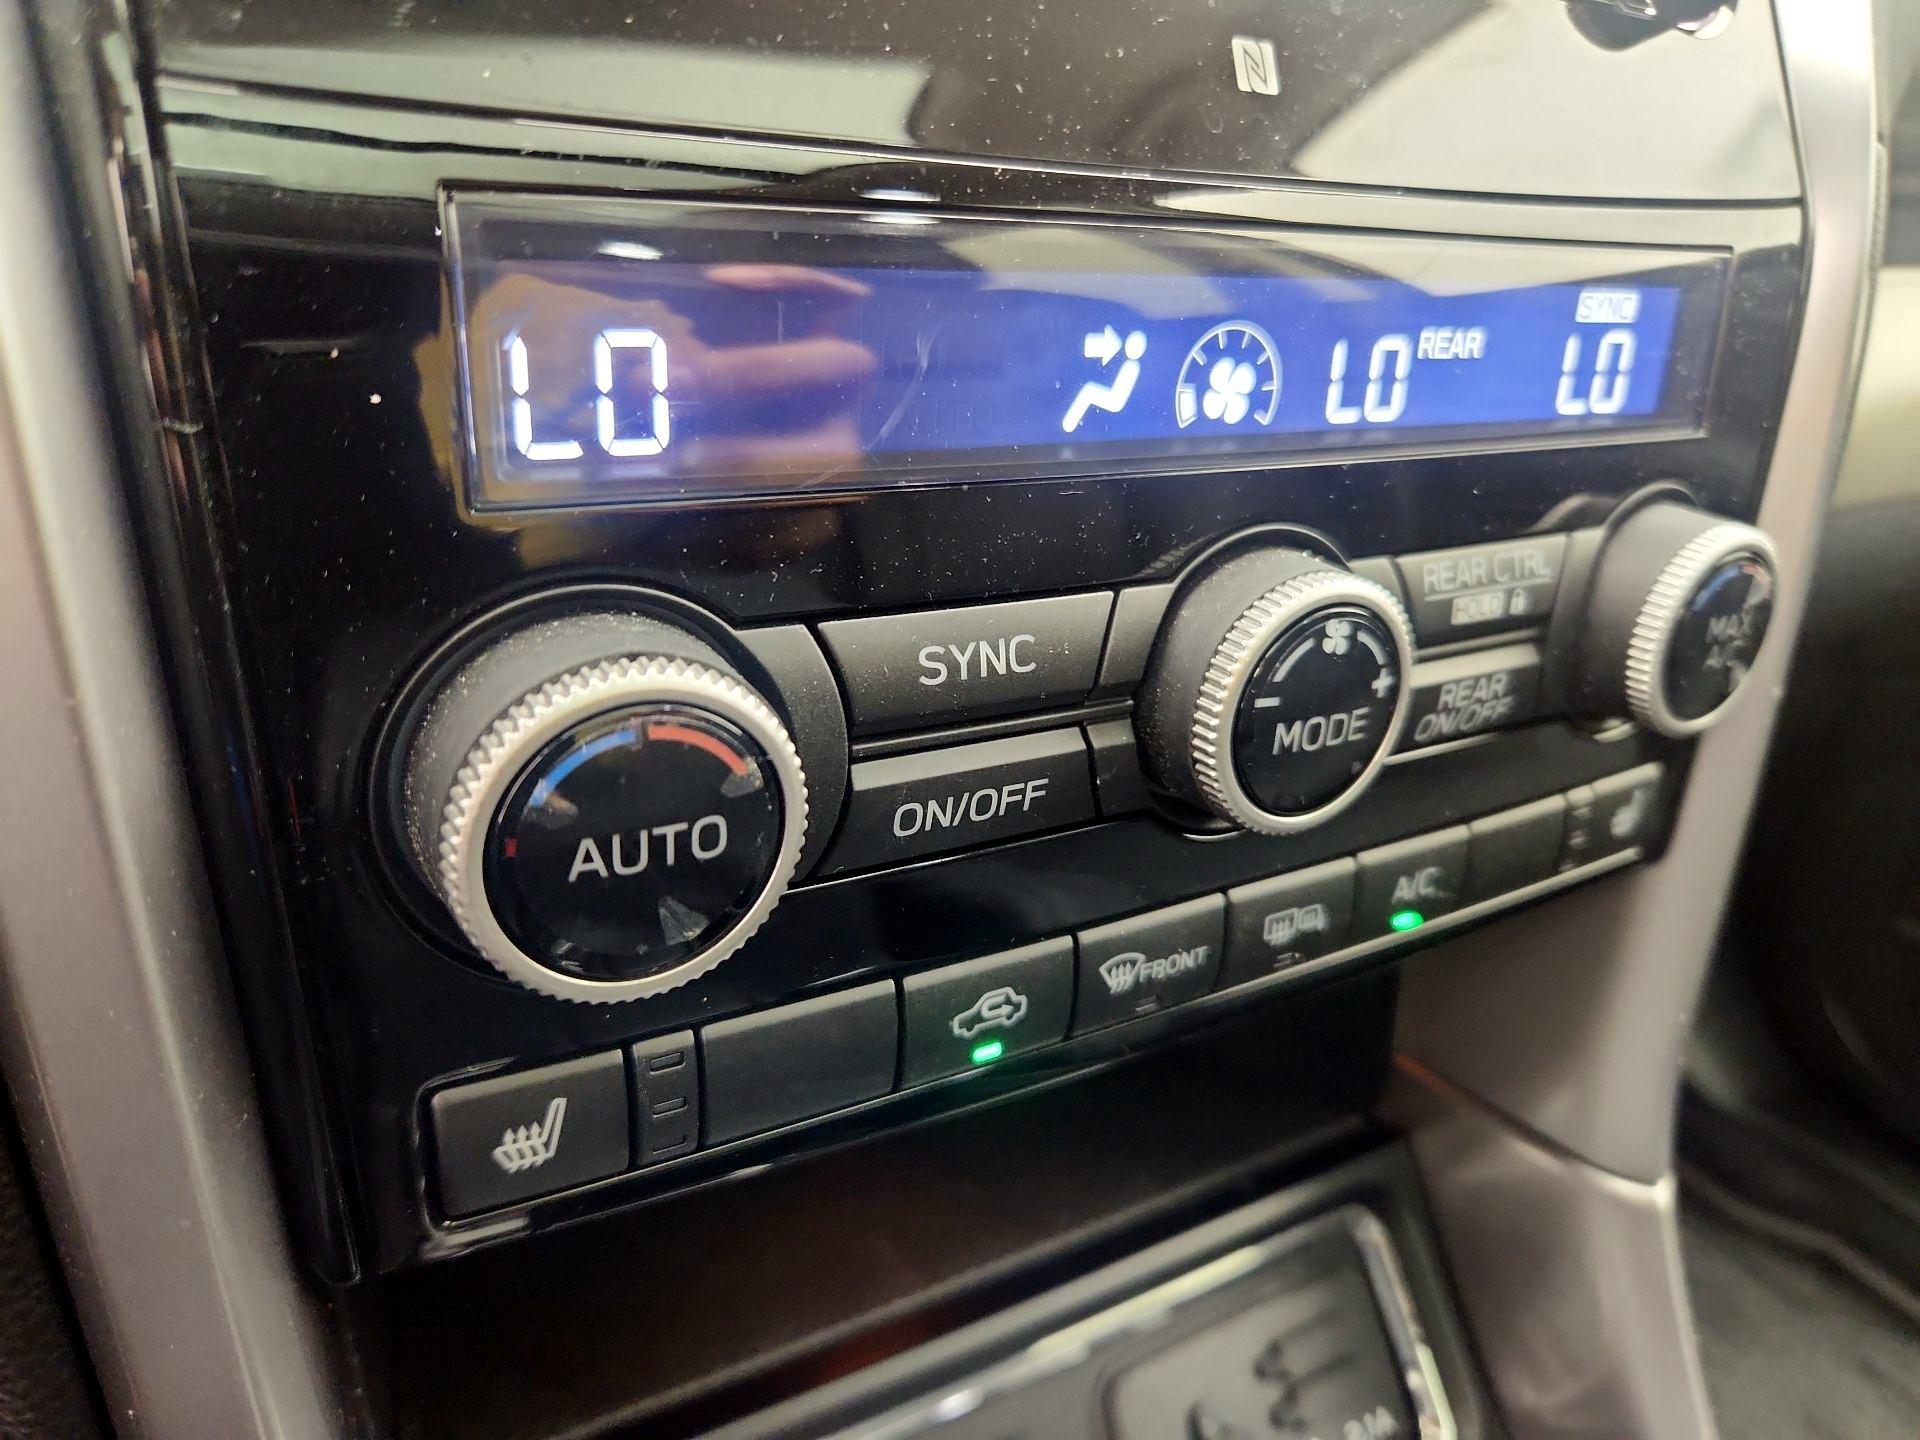 SYNC
LO
LO
REAR
LO
SYNC
REAR CTRL
HOLD
MAX
A/C
AUTO
ON/OFF
MODE
- +
REAR
ON/OFF
FRONT
A/C